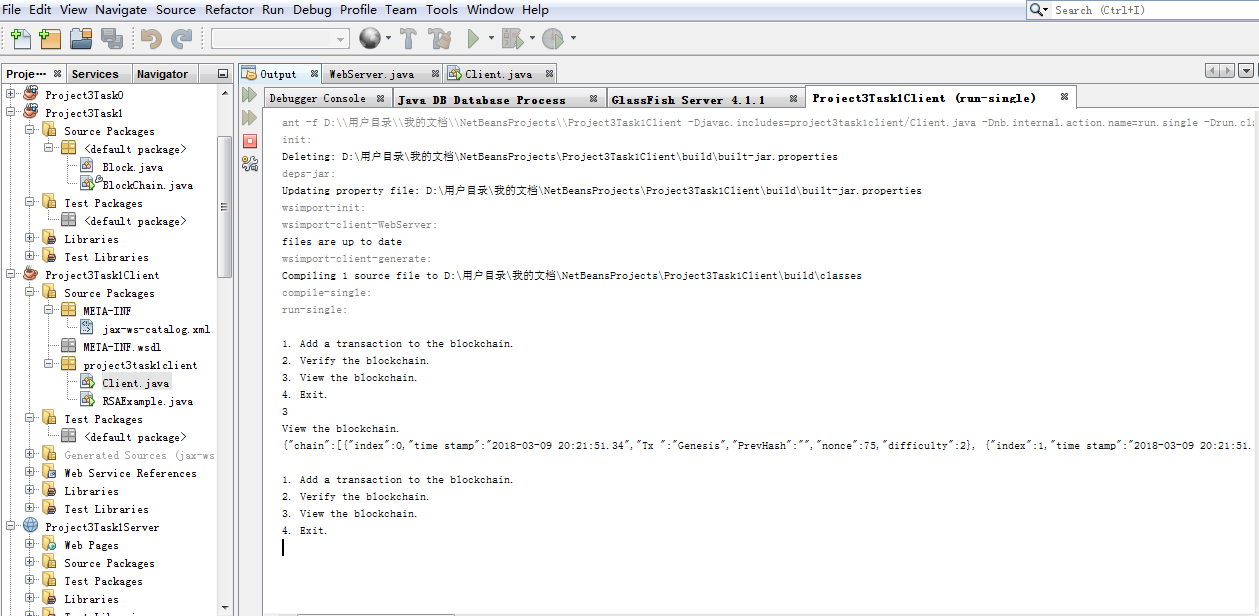 File Edit View Navigate Source Refactor Run Debug Profile Team Tools Window Help
Search (Ctrl+I)
Proje… Services Navigator
Project3Task0
Project3Task1
Source Packages
<default package>
Block.java
BlockChain.java
Test Packages
<default package>
Libraries
Test Libraries
Project3Task1Client
Source Packages
META-INF
jax-ws-catalog.xml
META-INF.wsdl
project3task1client
Client.java
RSAExample.java
Test Packages
<default package>
Generated Sources (jax-ws
Web Service References
Libraries
Test Libraries
Project3Task1Server
Web Pages
Source Packages
Test Packages
Libraries
Output WebServer.java Client.java
Debugger Console Java DB Database Process GlassFish Server 4.1.1 Project3Task1Client (run-single)
ant -f D:\\用户目录\\我的文档\\NetBeansProjects\\Project3Task1Client -Djavac.includes=project3task1client/Client.java -Dnb.internal.action.name=run.single -Drun.cl
init:
Deleting: D:\用户目录\我的文档\NetBeansProjects\Project3Task1Client\build\built-jar.properties
deps-jar:
Updating property file: D:\用户目录\我的文档\NetBeansProjects\Project3Task1Client\build\built-jar.properties
wsimport-init:
wsimport-client-WebServer:
files are up to date
wsimport-client-generate:
Compiling 1 source file to D:\用户目录\我的文档\NetBeansProjects\Project3Task1Client\build\classes
compile-single:
run-single:
1. Add a transaction to the blockchain.
2. Verify the blockchain.
3. View the blockchain.
4. Exit.
3
View the blockchain.
{"chain":[{"index":0,"time stamp":"2018-03-09 20:21:51.34","Tx ":"Genesis","PrevHash":"","nonce":75,"difficulty":2}, {"index":1,"time stamp":"2018-03-09 20:21:51.
1. Add a transaction to the blockchain.
2. Verify the blockchain.
3. View the blockchain.
4. Exit.